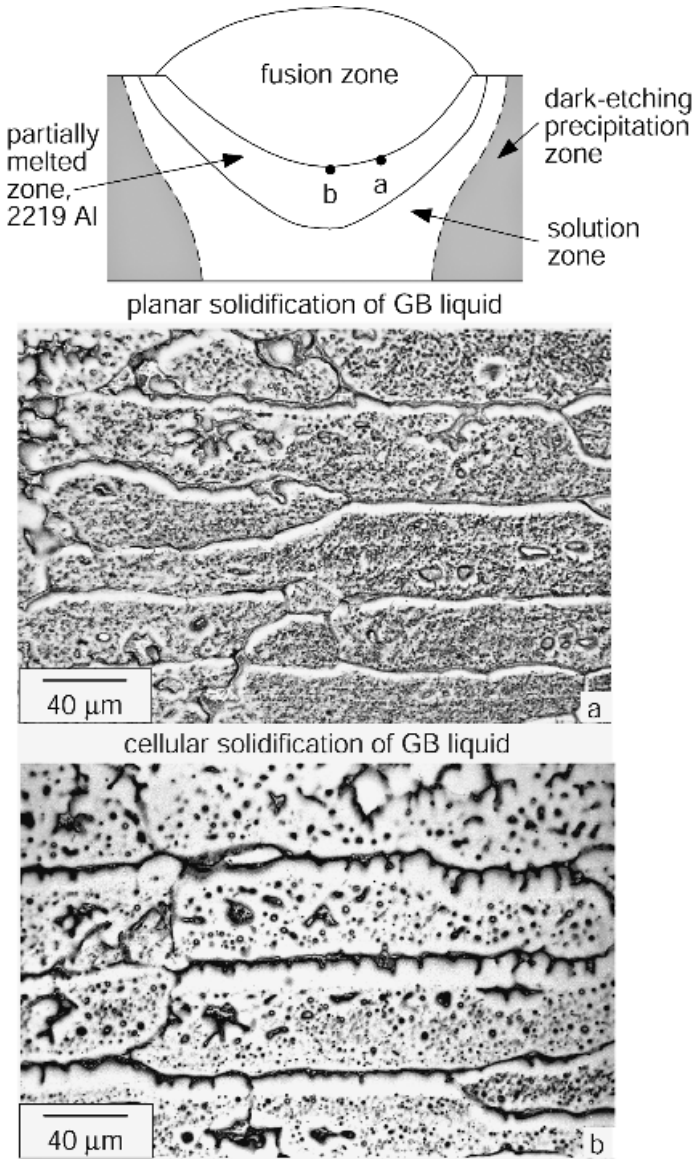 fusion zone
dark-etching
precipitation
zone
partially
melted
zone,
2219 Al
b
a
solution
zone
planar solidification of GB liquid
40 μm
a
cellular solidification of GB liquid
40 μm
b